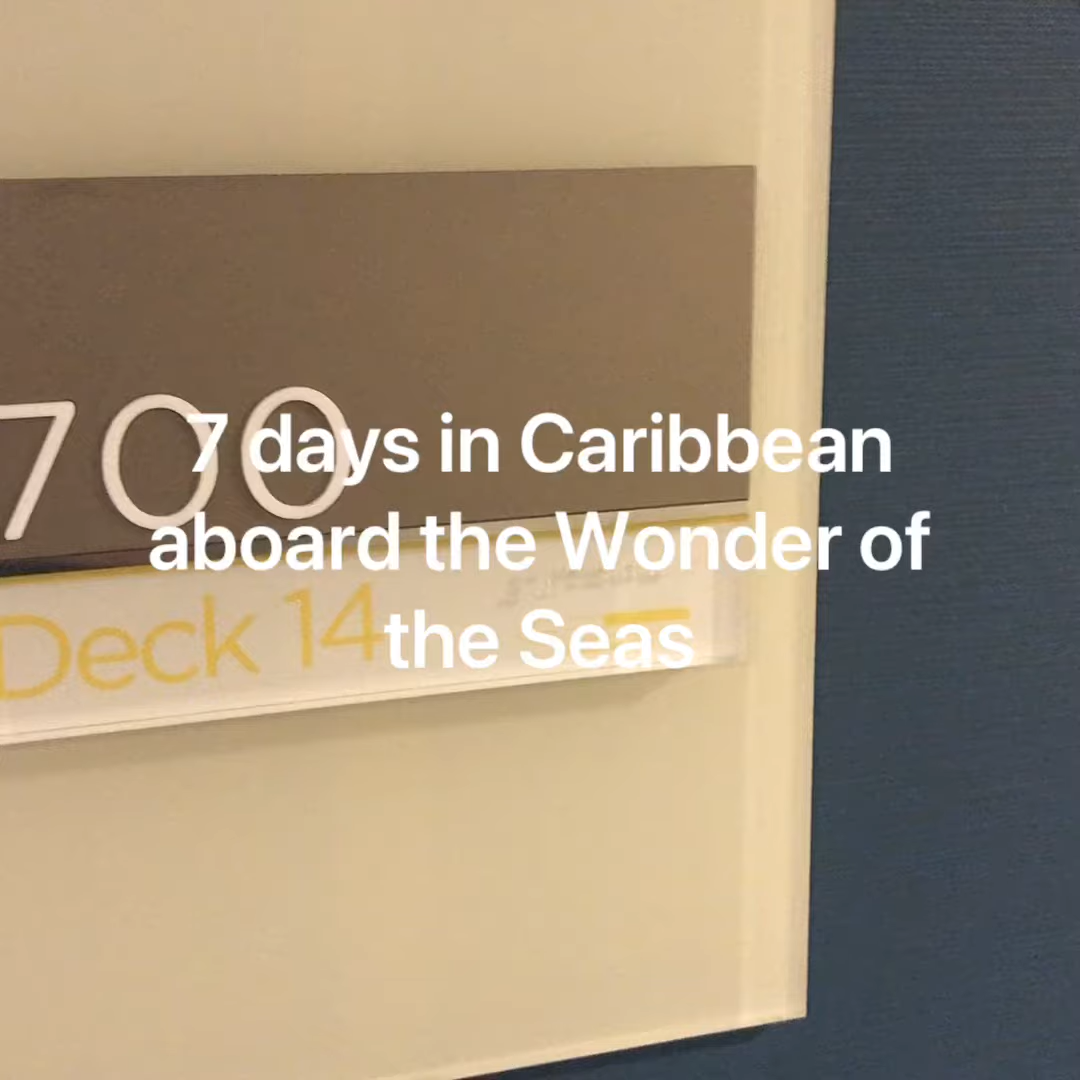 700
7 days in Caribbean
aboard the Wonder of
the Seas
Deck 14